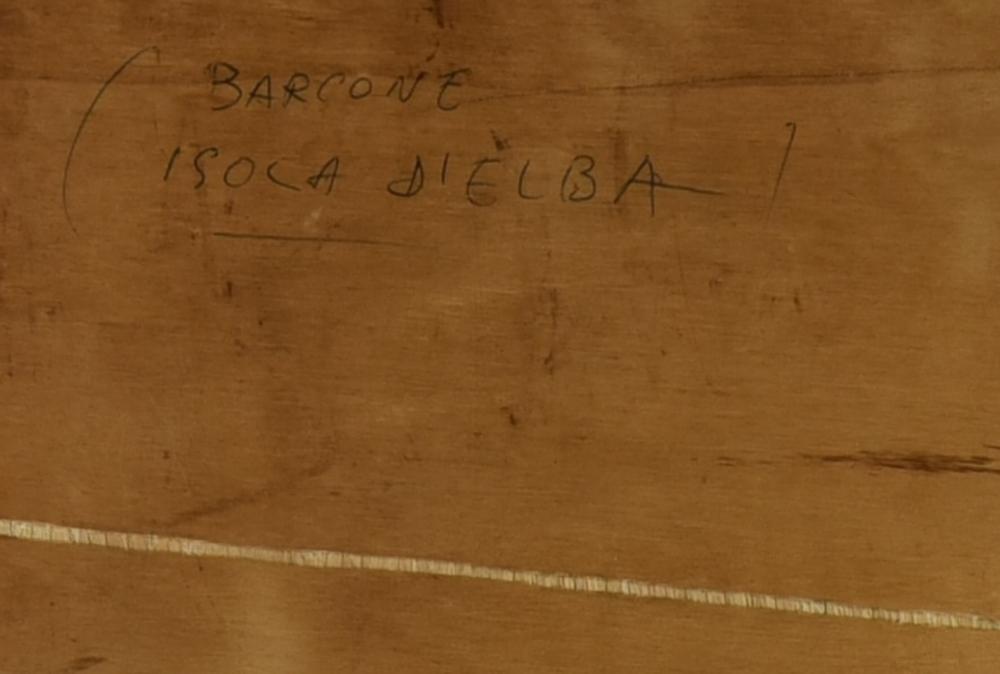 ( BARCONE
ISOLA D'ELBA )